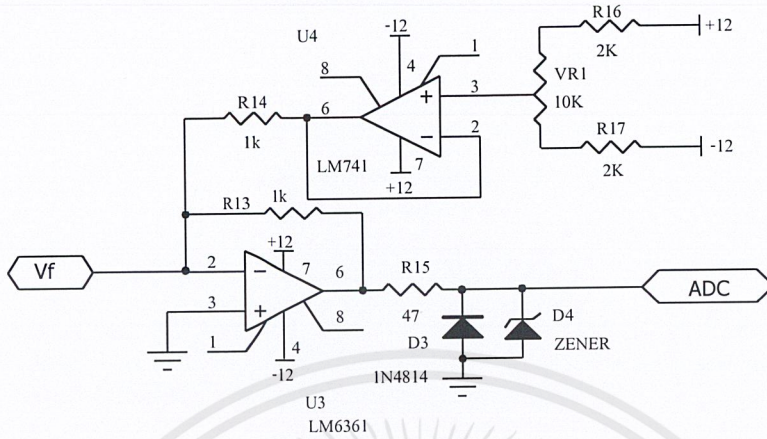 R16
-12
+12
U4
1
2K
4
VR1
8
3
R14
6
10K
R17
2
1k
-12
LM741
7
+12
2K
R13
1k
+12
Vf
2
7
6
R15
ADC
3
8
47
D4
1
4
D3
ZENER
-12
1N4814
U3
LM6361